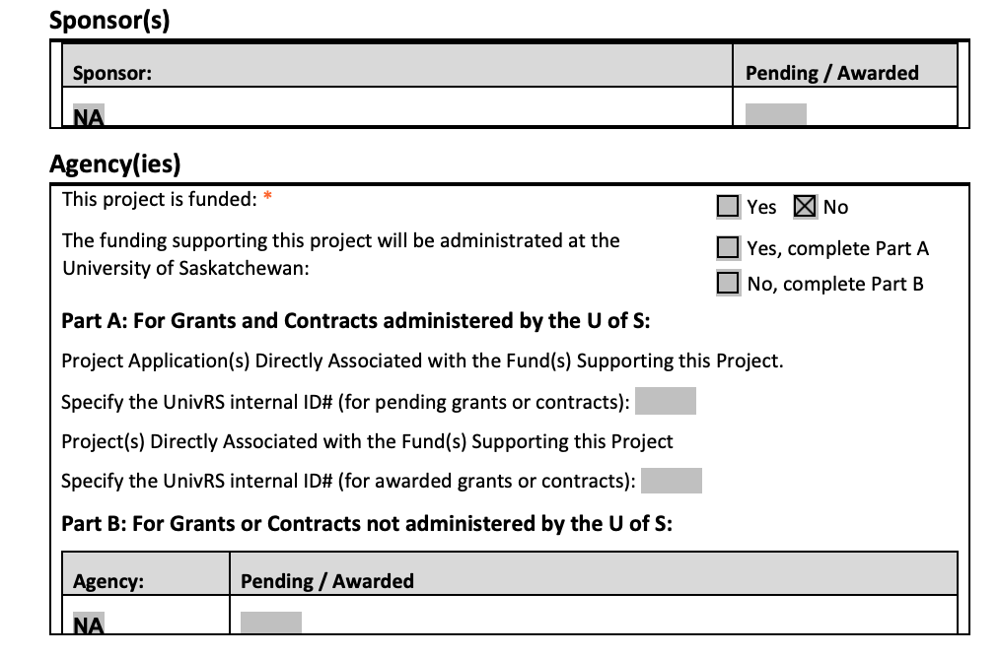 Sponsor(s)
Sponsor: Pending / Awarded
NA
Agency(ies)
This project is funded: * ☐ Yes ☒ No
The funding supporting this project will be administrated at the
University of Saskatchewan:
☐ Yes, complete Part A
☐ No, complete Part B
Part A: For Grants and Contracts administered by the U of S:
Project Application(s) Directly Associated with the Fund(s) Supporting this Project.
Specify the UnivRS internal ID# (for pending grants or contracts):
Project(s) Directly Associated with the Fund(s) Supporting this Project
Specify the UnivRS internal ID# (for awarded grants or contracts):
Part B: For Grants or Contracts not administered by the U of S:
Agency: Pending / Awarded
NA